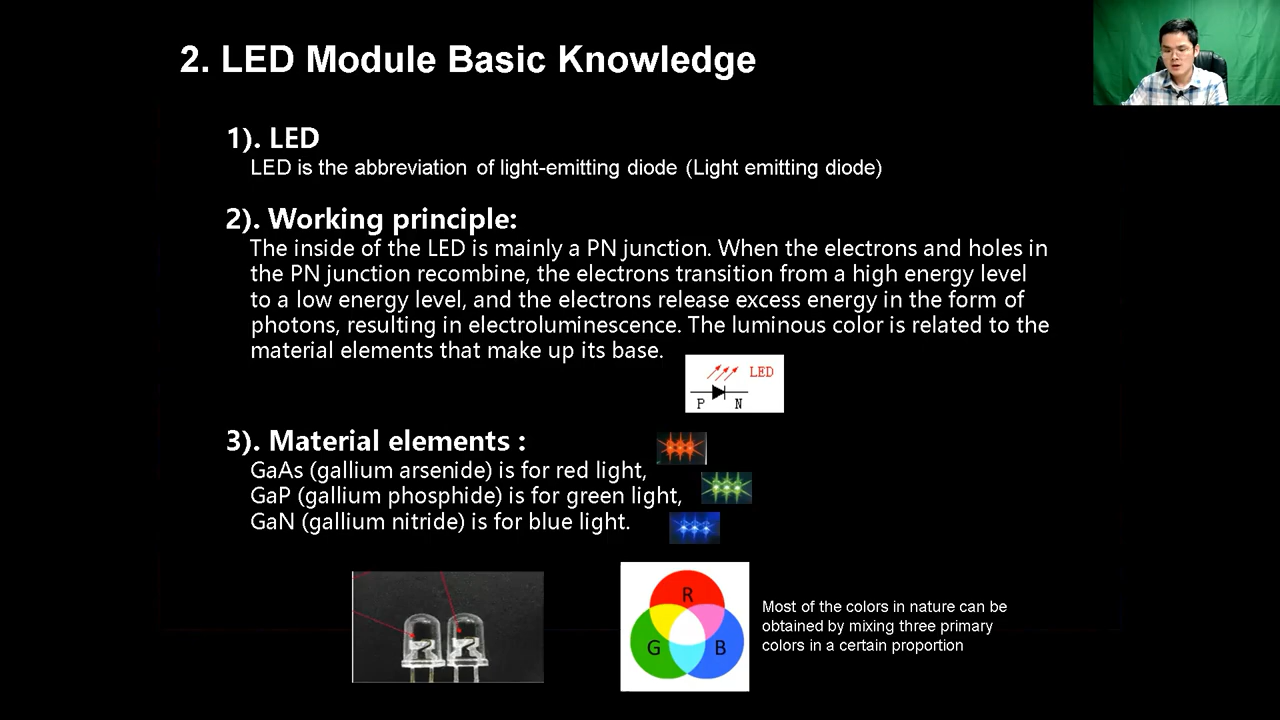 2. LED Module Basic Knowledge
1). LED
LED is the abbreviation of light-emitting diode (Light emitting diode)
2). Working principle:
The inside of the LED is mainly a PN junction. When the electrons and holes in
the PN junction recombine, the electrons transition from a high energy level
to a low energy level, and the electrons release excess energy in the form of
photons, resulting in electroluminescence. The luminous color is related to the
material elements that make up its base.
LED
P N
3). Material elements :
GaAs (gallium arsenide) is for red light,
GaP (gallium phosphide) is for green light,
GaN (gallium nitride) is for blue light.
R
G B
Most of the colors in nature can be
obtained by mixing three primary
colors in a certain proportion